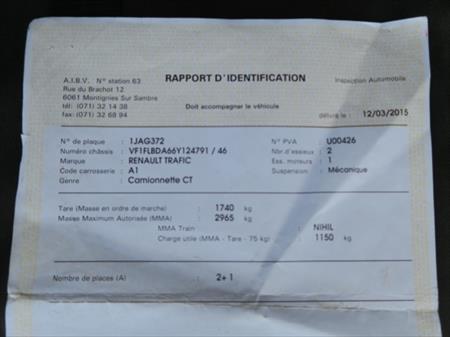 A.I.B.V. N° station 63
RAPPORT D'IDENTIFICATION
Inspection Automobile
Rue du Brachot 12
6061 Montignies Sur Sambre
tél: (071) 32 14 38
Doit accompagner le véhicule
fax: (071) 32 68 94
délivré le : 12/03/2015
N° de plaque : 1JAG372
N° PVA : U00426
Numéro châssis : VF1FLBDA66Y124791 / 46
Nbr d'essieux : 2
Marque : RENAULT TRAFIC
Ess. moteurs : 1
Code carrosserie : A1
Suspension : Mécanique
Genre : Camionnette CT
Tare (Masse en ordre de marche) : 1740 kg
Masse Maximum Autorisée (MMA) : 2965 kg
MMA Train : NIHIL
Charge utile (MMA - Tare - 75 kg) : 1150 kg
Nombre de places (A) : 2+1